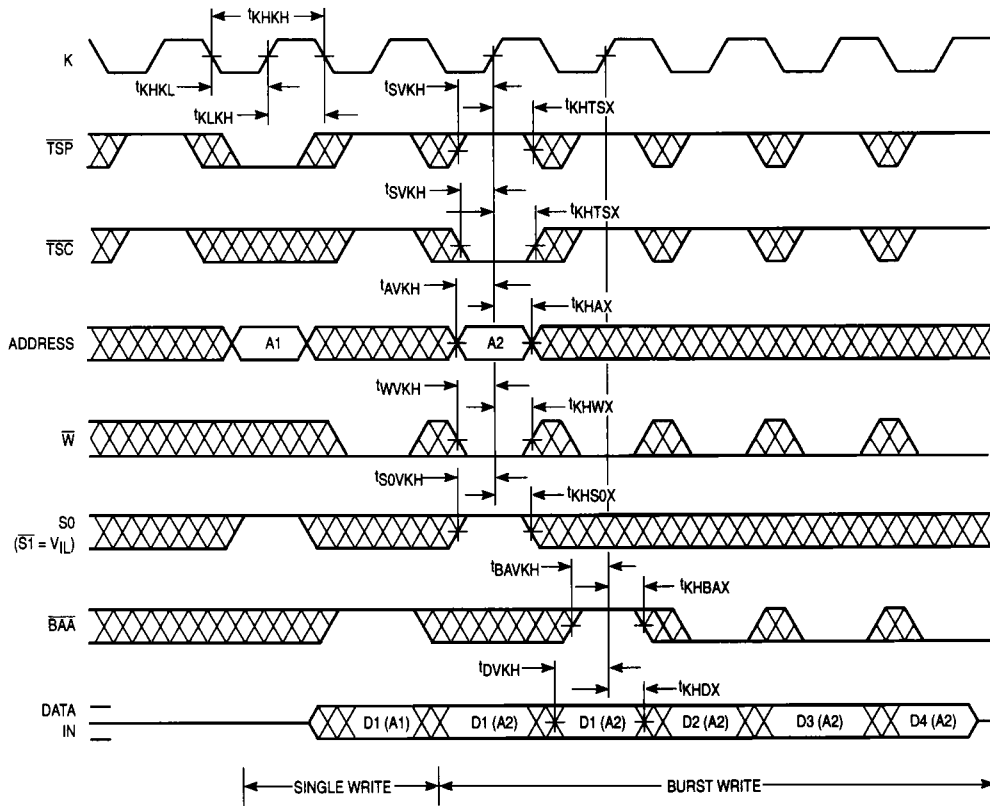 tKHKH
K
tKHKL
tSVKH
tKHTSX
tKLKH
TSP
tSVKH
tKHTSX
TSC
tAVKH
tKHAX
ADDRESS
A1
A2
tWVKH
tKHWX
W
tS0VKH
tKHS0X
S0
(S1 = VIL)
tBAVKH
tKHBAX
BAA
tDVKH
tKHDX
DATA
IN
D1 (A1) D1 (A2) D1 (A2) D2 (A2) D3 (A2) D4 (A2)
SINGLE WRITE
BURST WRITE